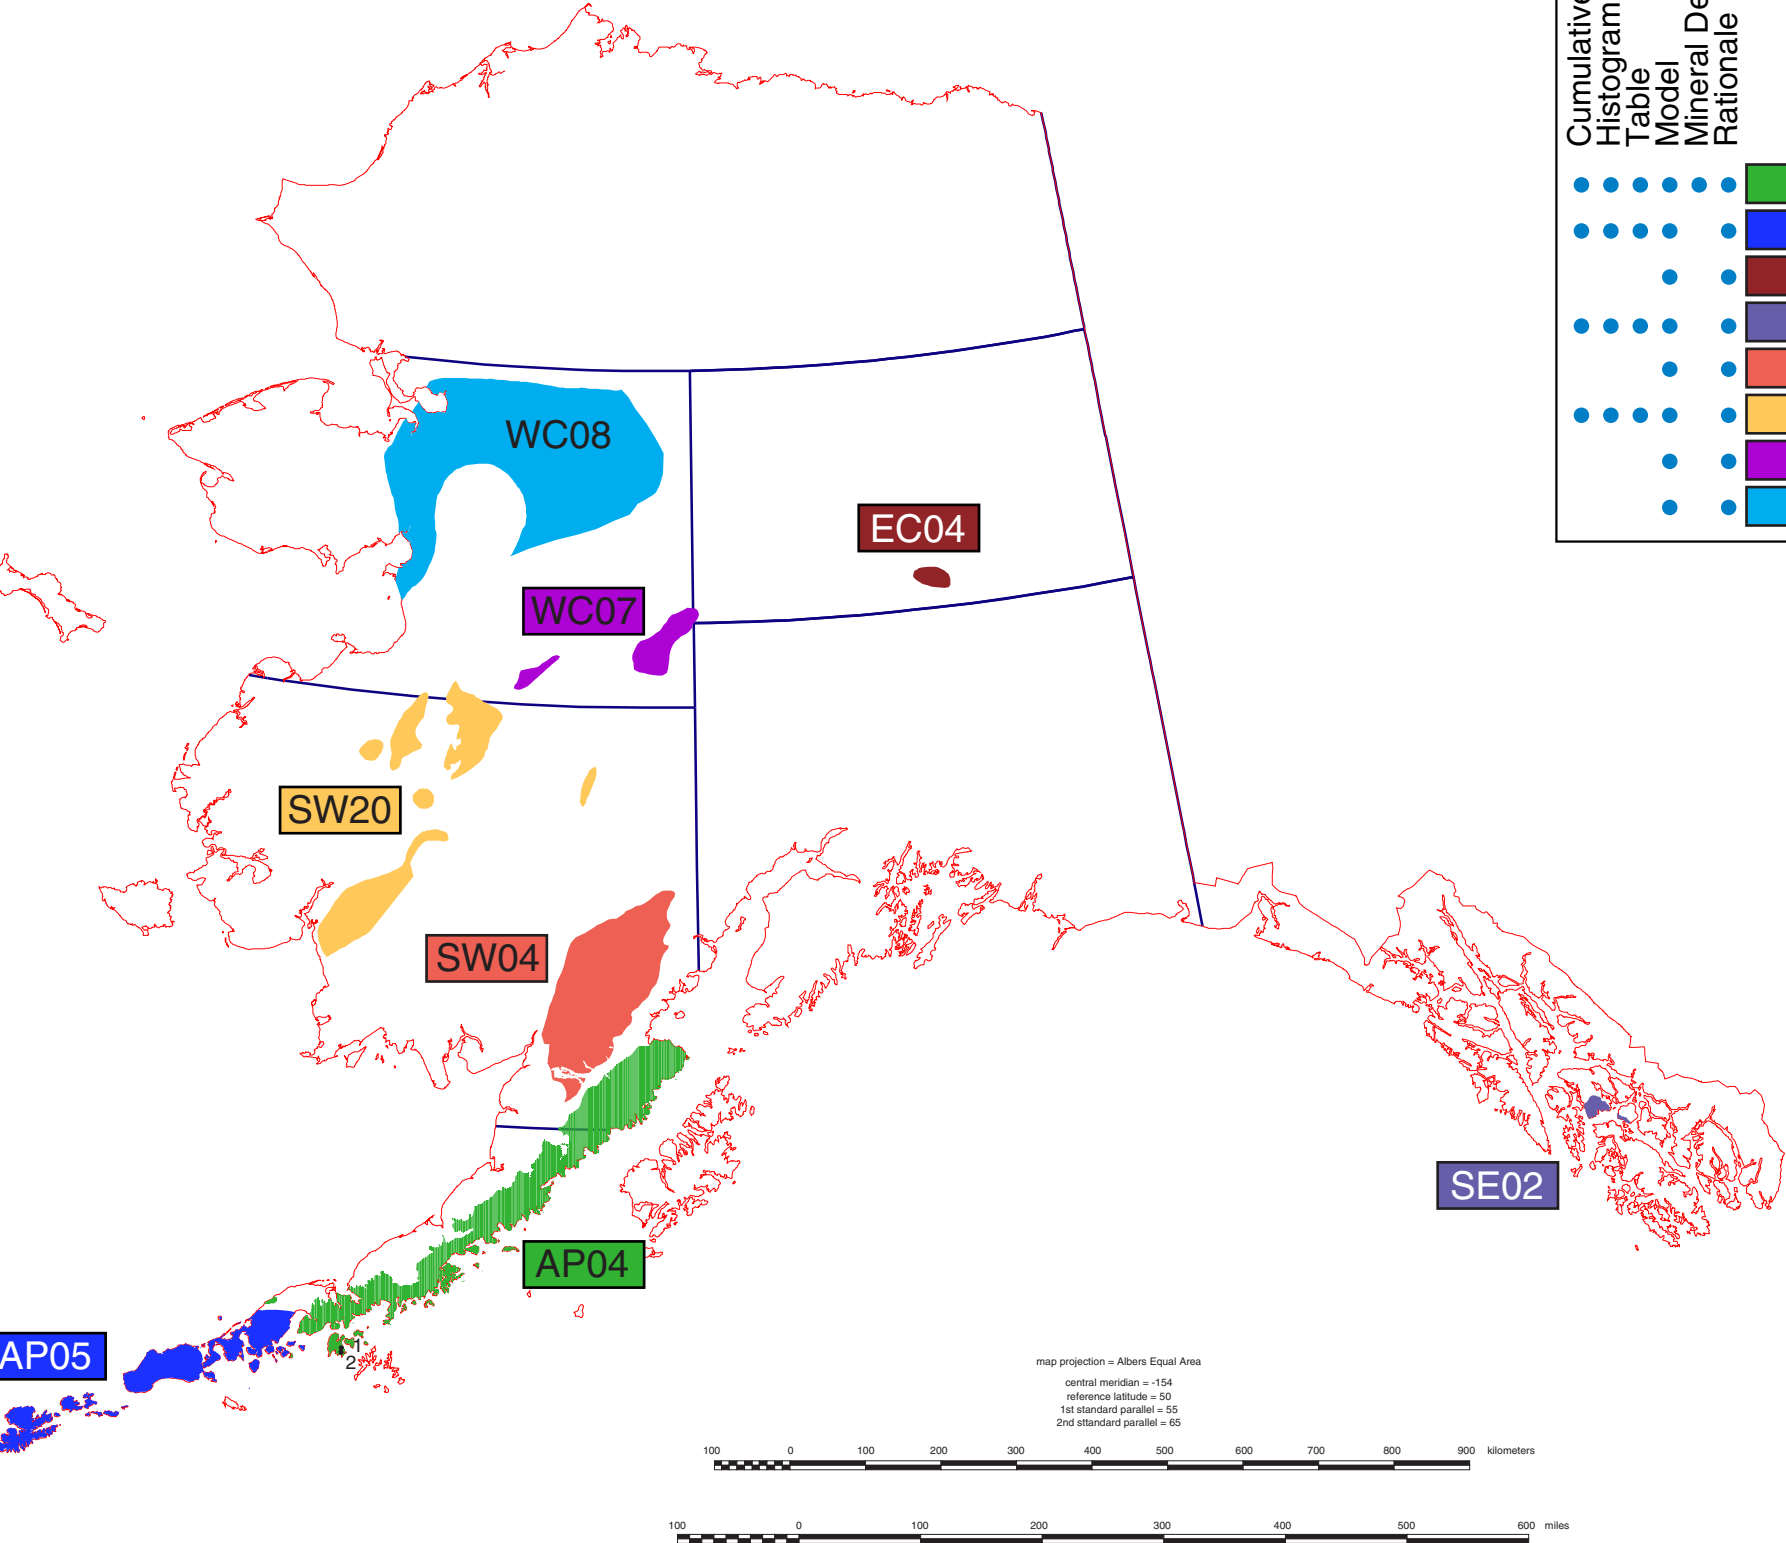 Cumulative
Histogram
Table
Model
Mineral De
Rationale
WC08
EC04
WC07
SW20
SW04
SE02
AP04
AP05
1
2
map projection = Albers Equal Area
central meridian = -154
reference latitude = 50
1st standard parallel = 55
2nd sttandard parallel = 65
100 0 100 200 300 400 500 600 700 800 900 kilometers
100 0 100 200 300 400 500 600 miles